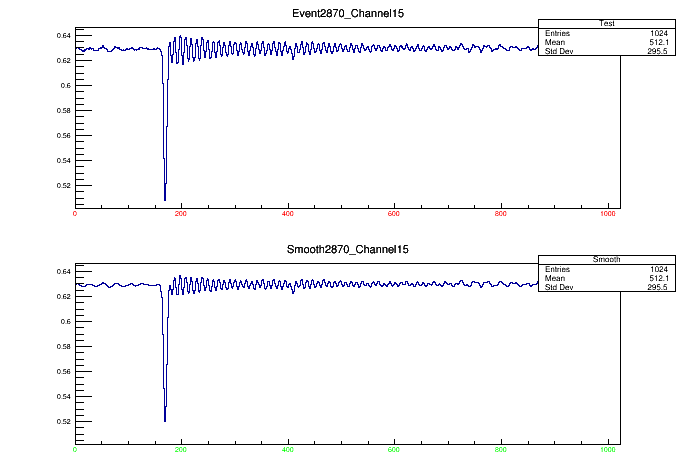 Event2870_Channel15
Test
Entries 1024
Mean 512.1
Std Dev 295.5
0.64
0.62
0.6
0.58
0.56
0.54
0.52
0 200 400 600 800 1000
Smooth2870_Channel15
Smooth
Entries 1024
Mean 512.1
Std Dev 295.5
0.64
0.62
0.6
0.58
0.56
0.54
0.52
0 200 400 600 800 1000